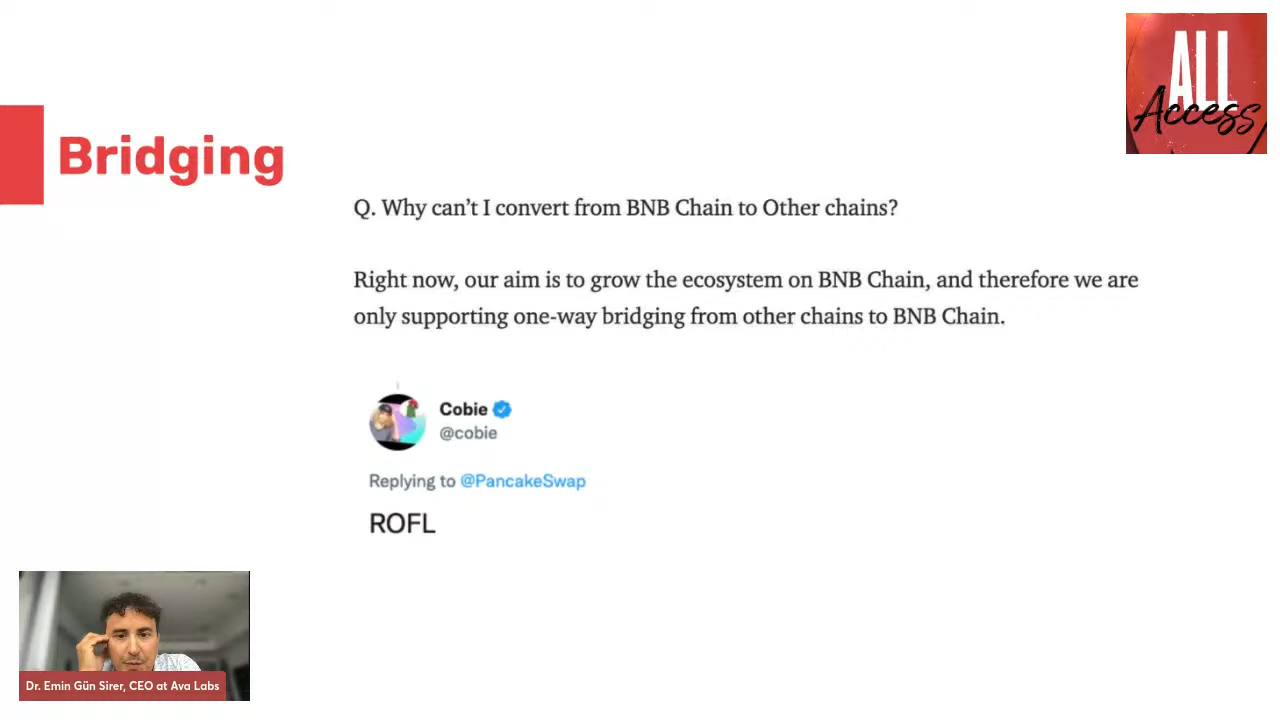 ALL
Access
Bridging
Q. Why can’t I convert from BNB Chain to Other chains?
Right now, our aim is to grow the ecosystem on BNB Chain, and therefore we are
only supporting one-way bridging from other chains to BNB Chain.
Cobie
@cobie
Replying to @PancakeSwap
ROFL
Dr. Emin Gün Sirer, CEO at Ava Labs